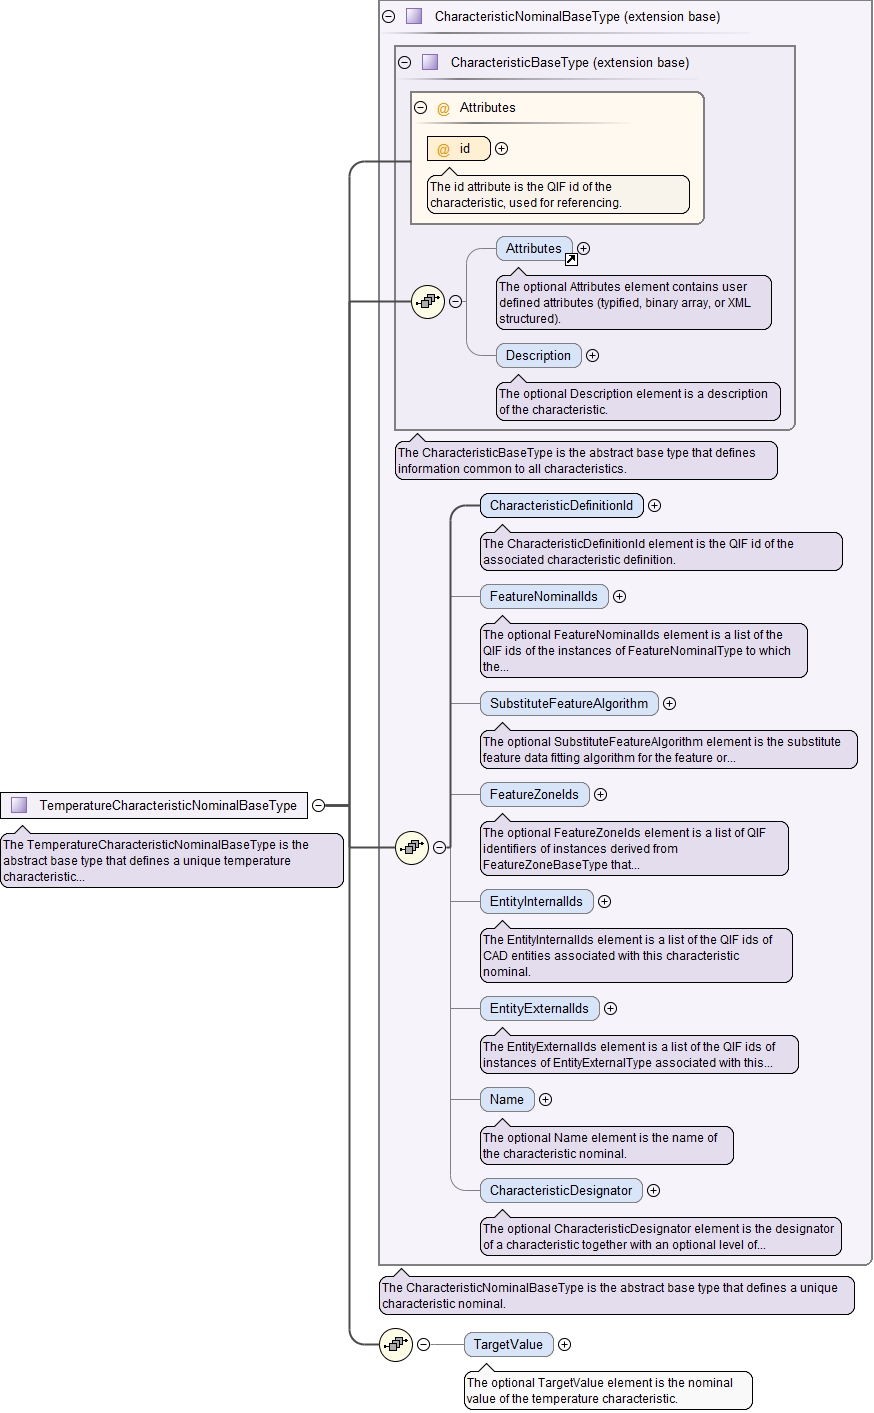 CharacteristicNominalBaseType (extension base)
CharacteristicBaseType (extension base)
@ Attributes
@ id
The id attribute is the QIF id of the
characteristic, used for referencing.
Attributes
The optional Attributes element contains user
defined attributes (typified, binary array, or XML
structured).
Description
The optional Description element is a description
of the characteristic.
The CharacteristicBaseType is the abstract base type that defines
information common to all characteristics.
CharacteristicDefinitionId
The CharacteristicDefinitionId element is the QIF id of the
associated characteristic definition.
FeatureNominalIds
The optional FeatureNominalIds element is a list of the
QIF ids of the instances of FeatureNominalType to which
the...
SubstituteFeatureAlgorithm
The optional SubstituteFeatureAlgorithm element is the substitute
feature data fitting algorithm for the feature or...
FeatureZoneIds
The optional FeatureZoneIds element is a list of QIF
identifiers of instances derived from
FeatureZoneBaseType that...
TemperatureCharacteristicNominalBaseType
The TemperatureCharacteristicNominalBaseType is the
abstract base type that defines a unique temperature
characteristic...
EntityInternalIds
The EntityInternalIds element is a list of the QIF ids of
CAD entities associated with this characteristic
nominal.
EntityExternalIds
The EntityExternalIds element is a list of the QIF ids of
instances of EntityExternalType associated with this...
Name
The optional Name element is the name of
the characteristic nominal.
CharacteristicDesignator
The optional CharacteristicDesignator element is the designator
of a characteristic together with an optional level of...
The CharacteristicNominalBaseType is the abstract base type that defines a unique
characteristic nominal.
TargetValue
The optional TargetValue element is the nominal
value of the temperature characteristic.